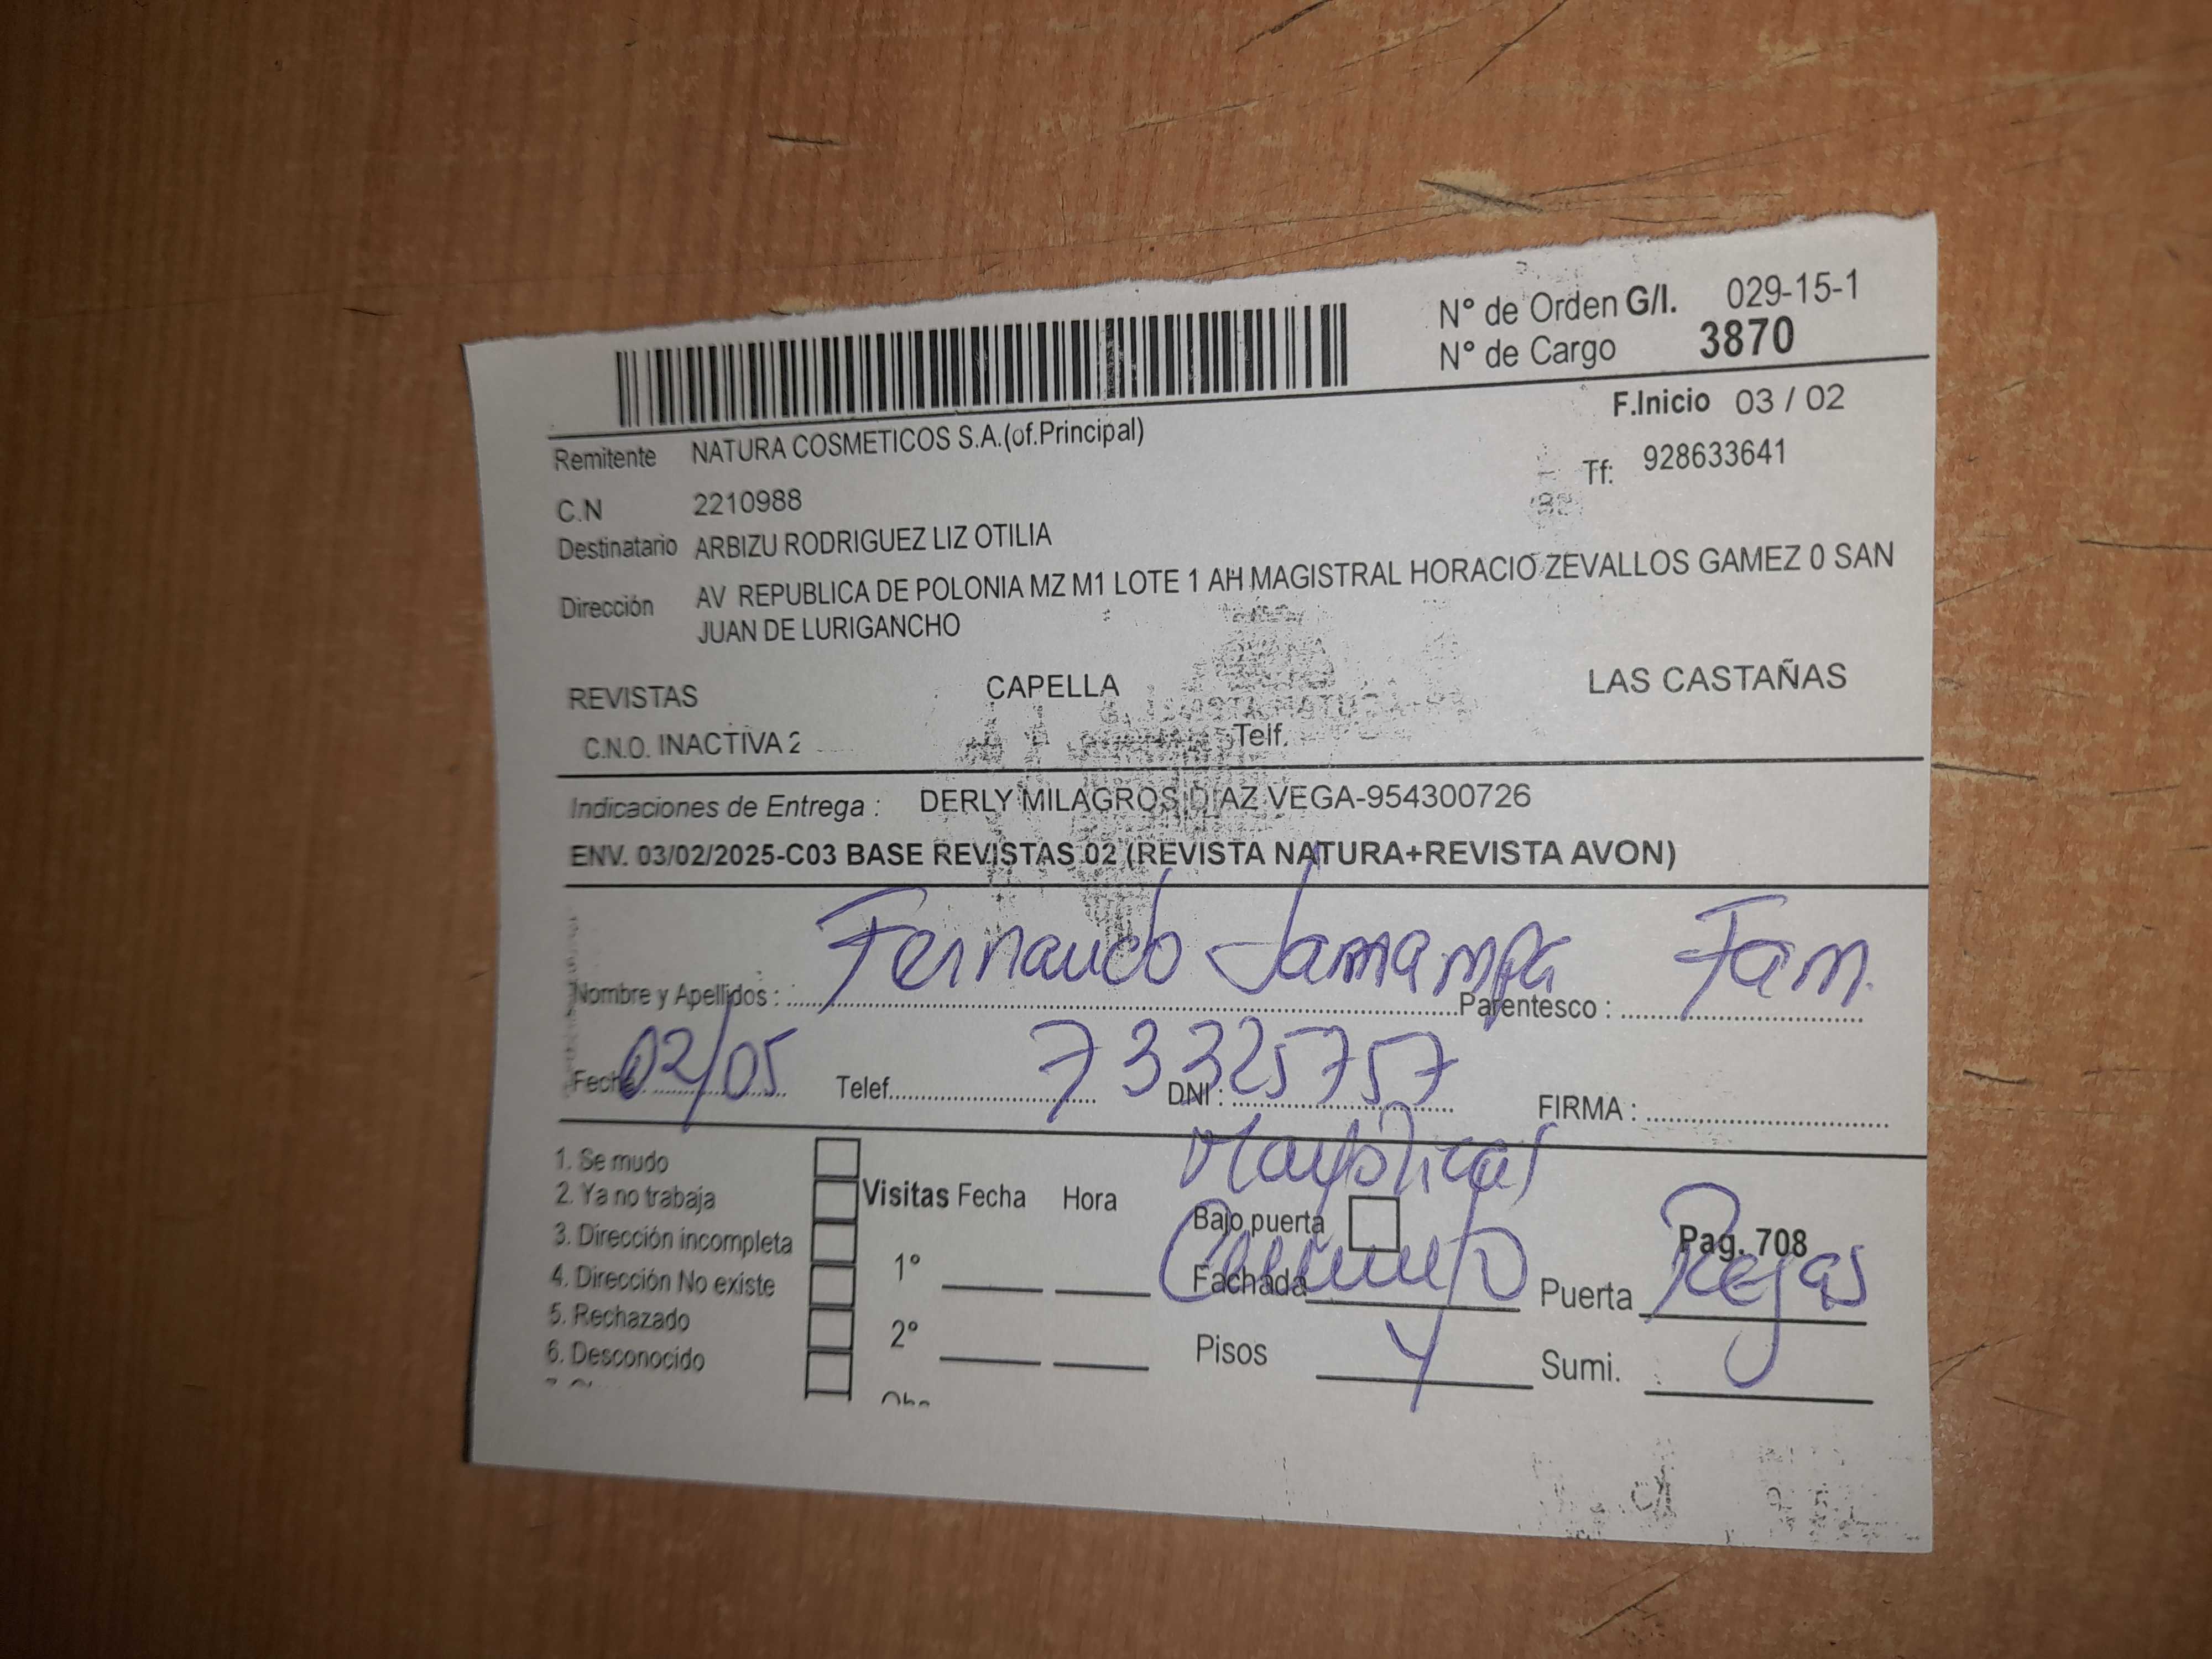 N° de Orden G/I. 029-15-1
N° de Cargo 3870
F.Inicio 03 / 02
Remitente NATURA COSMETICOS S.A.(of.Principal)
Tf: 928633641
C.N 2210988
Destinatario ARBIZU RODRIGUEZ LIZ OTILIA
Dirección AV REPUBLICA DE POLONIA MZ M1 LOTE 1 AH MAGISTRAL HORACIO ZEVALLOS GAMEZ 0 SAN
JUAN DE LURIGANCHO
REVISTAS CAPELLA LAS CASTAÑAS
C.N.O. INACTIVA 2 Telf.
Indicaciones de Entrega : DERLY MILAGROS DIAZ VEGA-954300726
ENV. 03/02/2025-C03 BASE REVISTAS 02 (REVISTA NATURA+REVISTA AVON)
Nombre y Apellidos : Fernando Parentesco : Fam.
Fecha 02/05 Telef. DNI : 73325757 FIRMA :
1. Se mudo
2. Ya no trabaja Visitas Fecha Hora
3. Dirección incompleta Bajo puerta Pag. 708
4. Dirección No existe 1° Fachada Puerta Rejas
5. Rechazado
6. Desconocido 2° Pisos 4 Sumi.